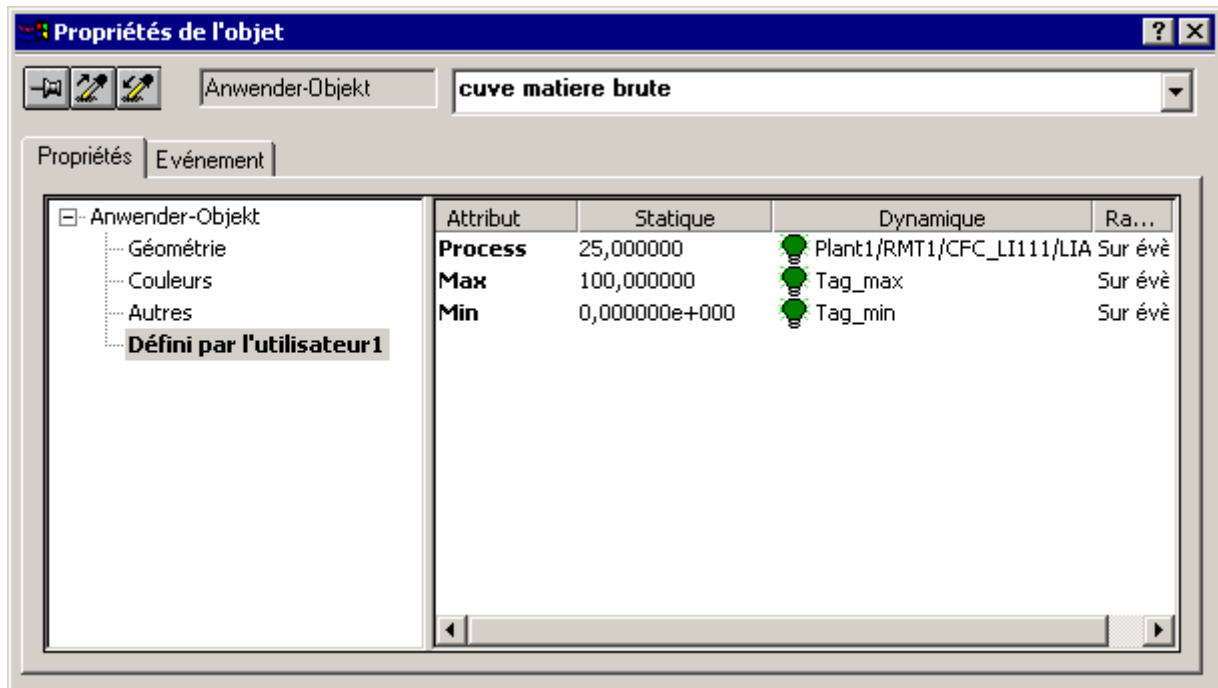 Propriétés de l'objet
Anwender-Objekt cuve matiere brute
Propriétés Evénement
Anwender-Objekt
Géométrie
Couleurs
Autres
Défini par l'utilisateur1
Attribut Statique Dynamique Ra...
Process 25,000000 Plant1/RMT1/CFC_LI111/LIA Sur évè
Max 100,000000 Tag_max Sur évè
Min 0,000000e+000 Tag_min Sur évè